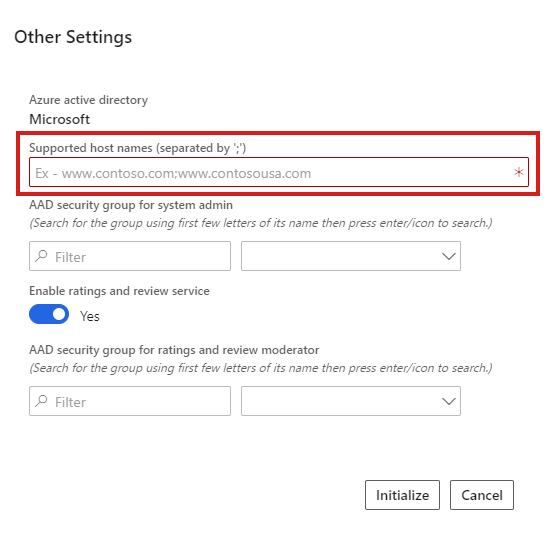 Other Settings
Azure active directory
Microsoft
Supported host names (separated by ';')
Ex - www.contoso.com;www.contosousa.com *
AAD security group for system admin
(Search for the group using first few letters of its name then press enter/icon to search.)
Filter
Enable ratings and review service
Yes
AAD security group for ratings and review moderator
(Search for the group using first few letters of its name then press enter/icon to search.)
Filter
Initialize Cancel